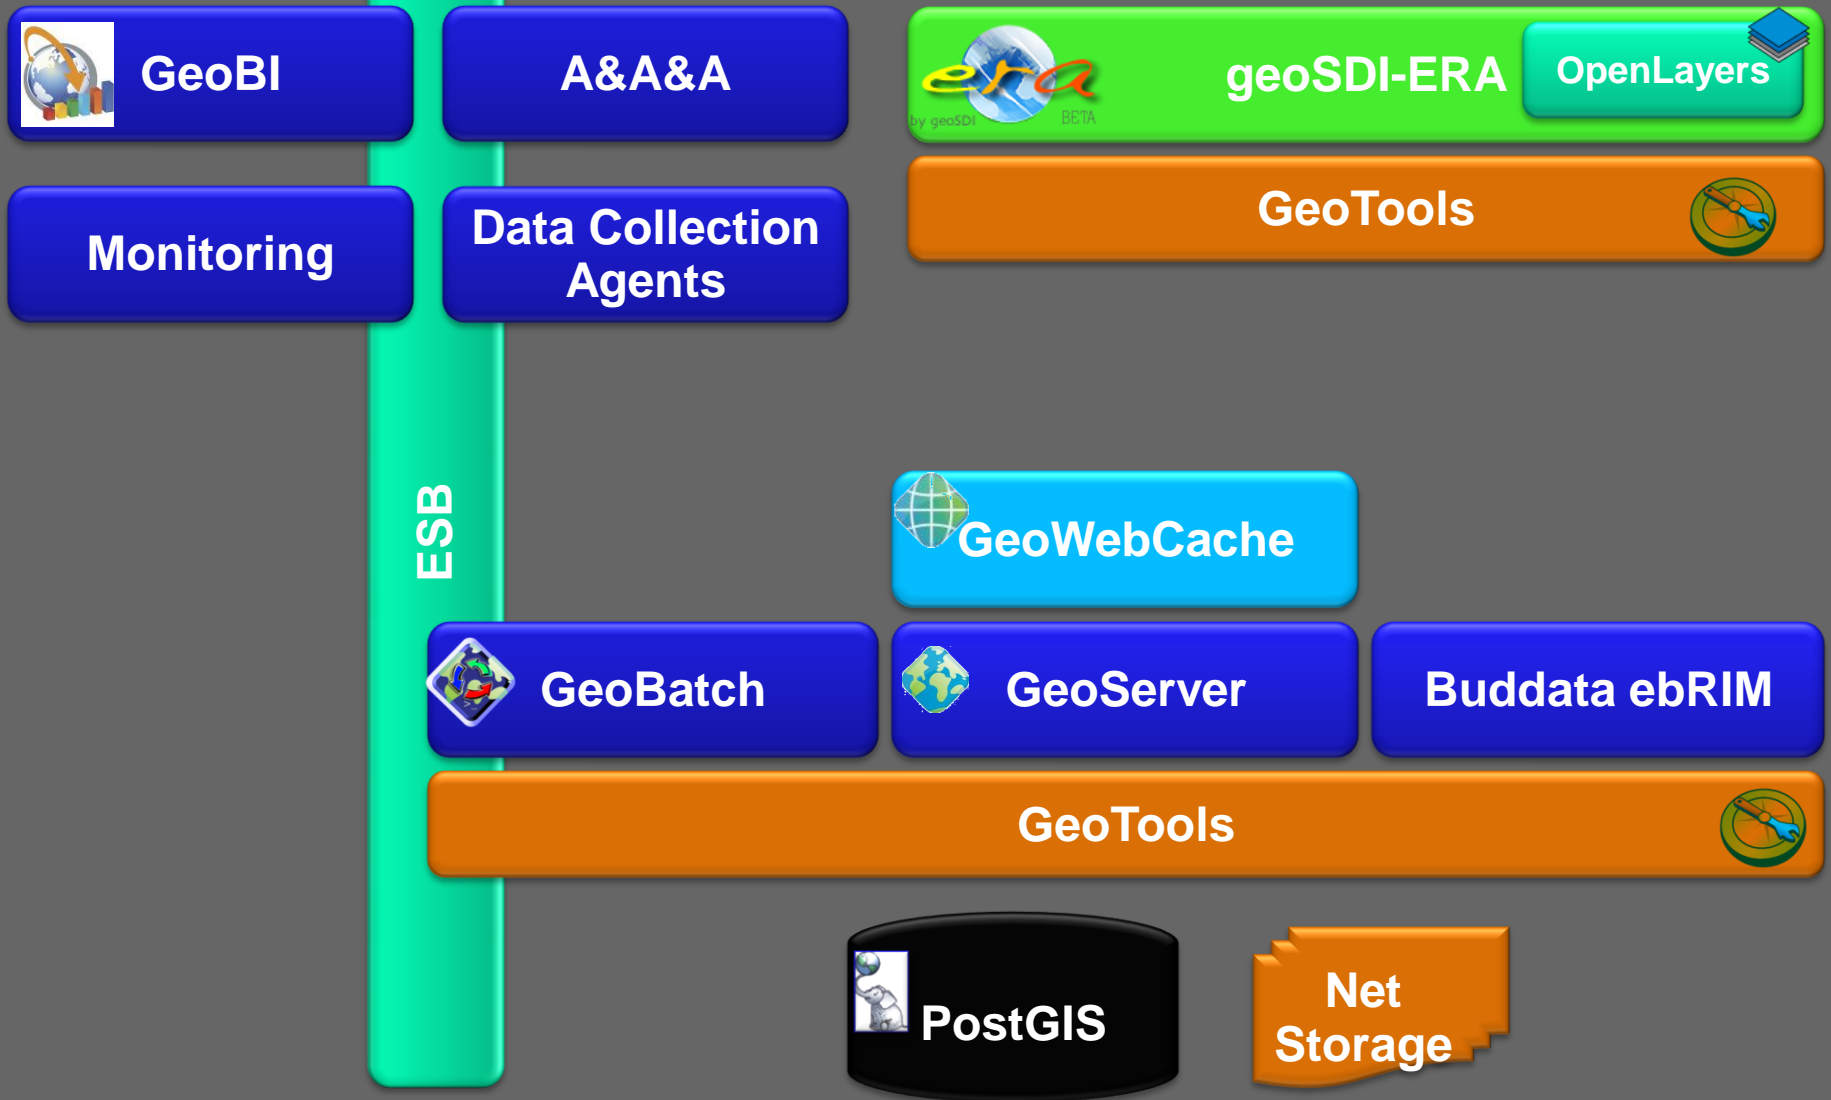 GeoBI
A&A&A
era
by geoSDI
BETA
geoSDI-ERA
OpenLayers
GeoTools
Monitoring
Data Collection
Agents
ESB
GeoWebCache
GeoBatch
GeoServer
Buddata ebRIM
GeoTools
PostGIS
Net
Storage